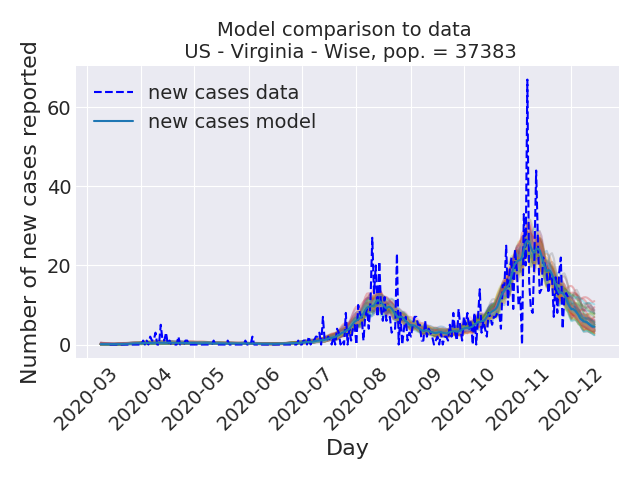 Model comparison to data
US - Virginia - Wise, pop. = 37383
Number of new cases reported
60
40
20
0
new cases data
new cases model
2020-03
2020-04
2020-05
2020-06
2020-07
2020-08
2020-09
2020-10
2020-11
2020-12
Day